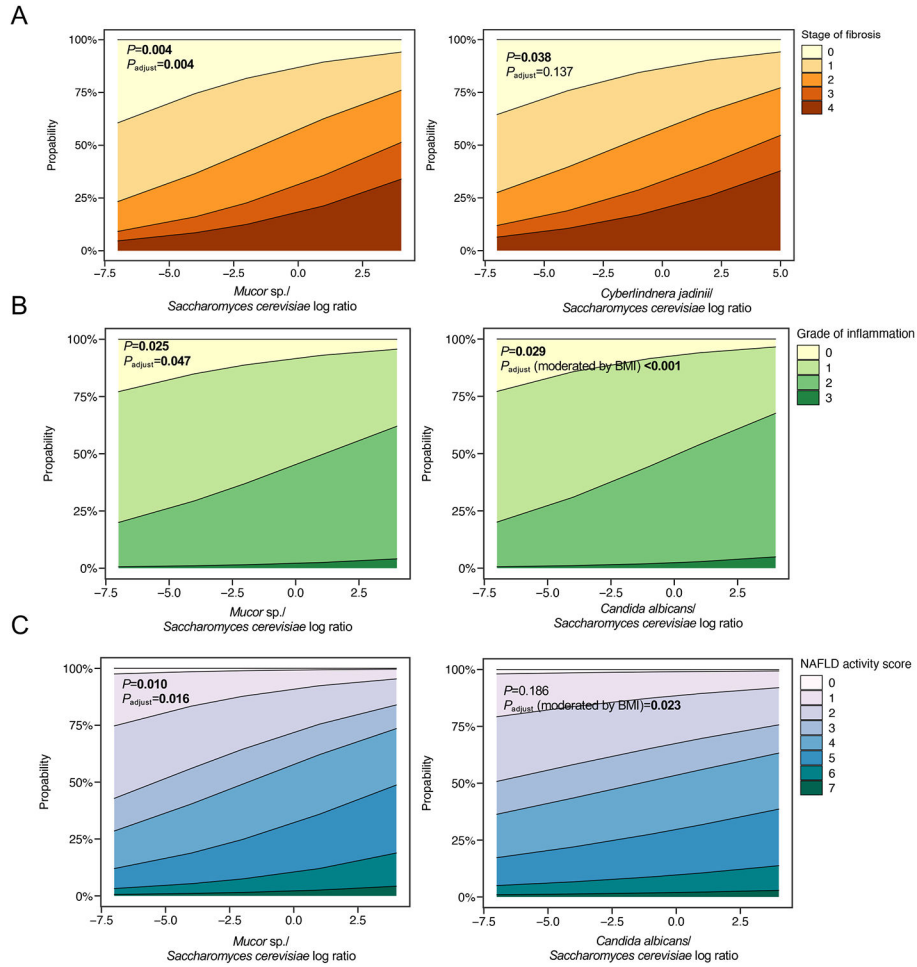 A
P=0.004
Padjust=0.004
100%
75%
50%
25%
0%
Propability
−7.5 −5.0 −2.5 0.0 2.5
Mucor sp./
Saccharomyces cerevisiae log ratio
P=0.038
Padjust=0.137
100%
75%
50%
25%
0%
Propability
−7.5 −5.0 −2.5 0.0 2.5 5.0
Cyberlindnera jadinii/
Saccharomyces cerevisiae log ratio
Stage of fibrosis
0
1
2
3
4
B
P=0.025
Padjust=0.047
100%
75%
50%
25%
0%
Propability
−7.5 −5.0 −2.5 0.0 2.5
Mucor sp./
Saccharomyces cerevisiae log ratio
P=0.029
Padjust (moderated by BMI) <0.001
100%
75%
50%
25%
0%
Propability
−7.5 −5.0 −2.5 0.0 2.5
Candida albicans/
Saccharomyces cerevisiae log ratio
Grade of inflammation
0
1
2
3
C
P=0.010
Padjust=0.016
100%
75%
50%
25%
0%
Propability
−7.5 −5.0 −2.5 0.0 2.5
Mucor sp./
Saccharomyces cerevisiae log ratio
P=0.186
Padjust (moderated by BMI)=0.023
100%
75%
50%
25%
0%
Propability
−7.5 −5.0 −2.5 0.0 2.5
Candida albicans/
Saccharomyces cerevisiae log ratio
NAFLD activity score
0
1
2
3
4
5
6
7